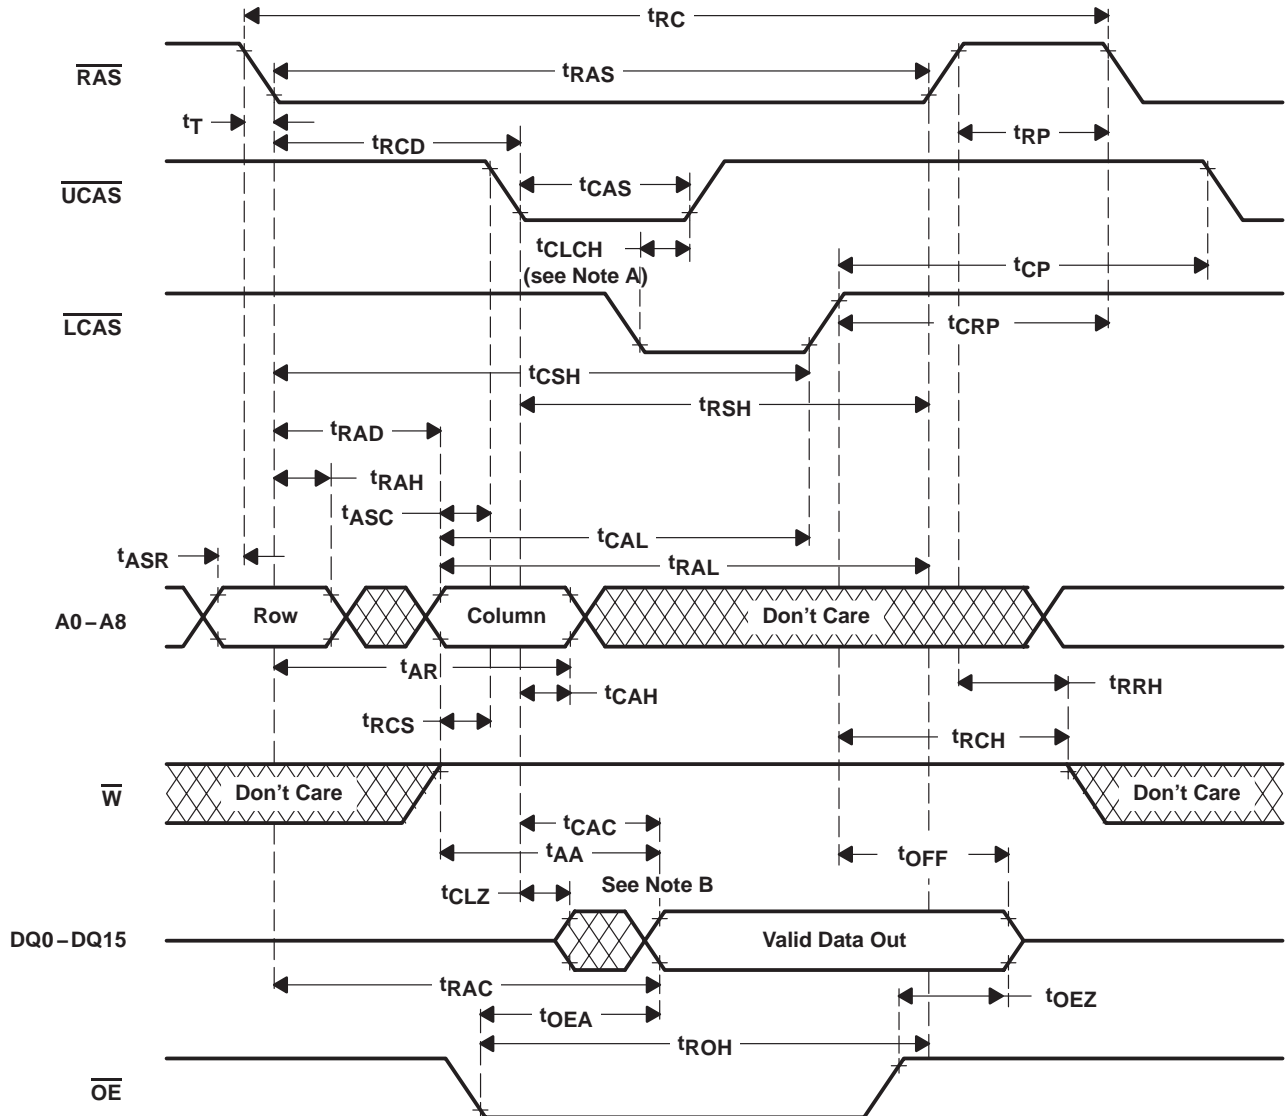 tRC
RAS
tRAS
tT
tRCD
tRP
UCAS
tCAS
tCLCH
(see Note A)
tCP
LCAS
tCRP
tCSH
tRSH
tRAD
tRAH
tASC
tCAL
tASR
tRAL
A0–A8
Row
Column
Don't Care
tAR
tCAH
tRRH
tRCS
tRCH
W
Don't Care
Don't Care
tCAC
tAA
tOFF
tCLZ
See Note B
DQ0–DQ15
Valid Data Out
tRAC
tOEZ
tOEA
tROH
OE